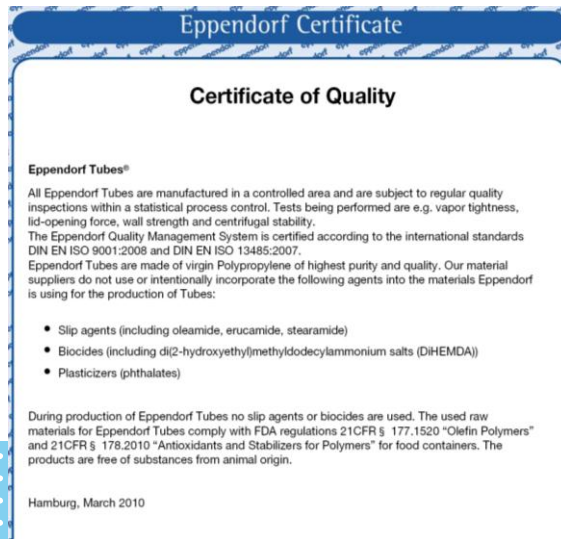 Eppendorf Certificate
Certificate of Quality
Eppendorf Tubes®
All Eppendorf Tubes are manufactured in a controlled area and are subject to regular quality
inspections within a statistical process control. Tests being performed are e.g. vapor tightness,
lid-opening force, wall strength and centrifugal stability.
The Eppendorf Quality Management System is certified according to the international standards
DIN EN ISO 9001:2008 and DIN EN ISO 13485:2007.
Eppendorf Tubes are made of virgin Polypropylene of highest purity and quality. Our material
suppliers do not use or intentionally incorporate the following agents into the materials Eppendorf
is using for the production of Tubes:
• Slip agents (including oleamide, erucamide, stearamide)
• Biocides (including di(2-hydroxyethyl)methyldodecylammonium salts (DiHEMDA))
• Plasticizers (phthalates)
During production of Eppendorf Tubes no slip agents or biocides are used. The used raw
materials for Eppendorf Tubes comply with FDA regulations 21CFR § 177.1520 “Olefin Polymers”
and 21CFR § 178.2010 “Antioxidants and Stabilizers for Polymers” for food containers. The
products are free of substances from animal origin.
Hamburg, March 2010